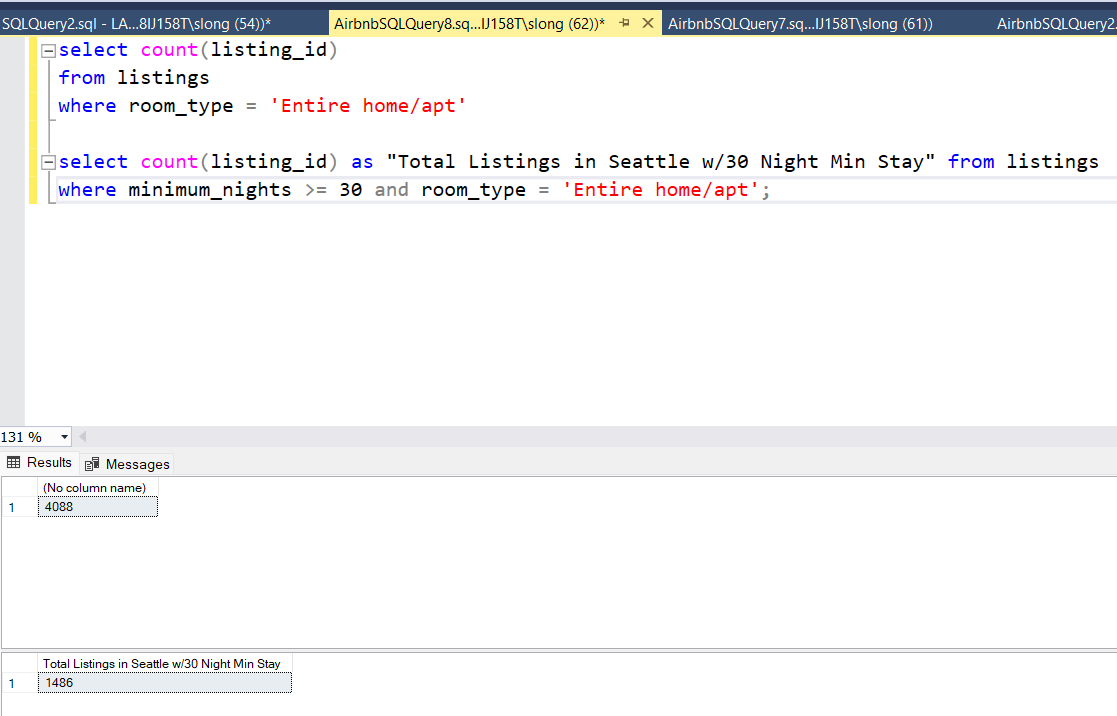 SQLQuery2.sql - LA...8IJ158T\slong (54))* AirbnbSQLQuery8.sq...IJ158T\slong (62))* AirbnbSQLQuery7.sq...IJ158T\slong (61)) AirbnbSQLQuery2.
select count(listing_id)
from listings
where room_type = 'Entire home/apt'
select count(listing_id) as "Total Listings in Seattle w/30 Night Min Stay" from listings
where minimum_nights >= 30 and room_type = 'Entire home/apt';
131 %
Results Messages
(No column name)
1 4088
Total Listings in Seattle w/30 Night Min Stay
1 1486